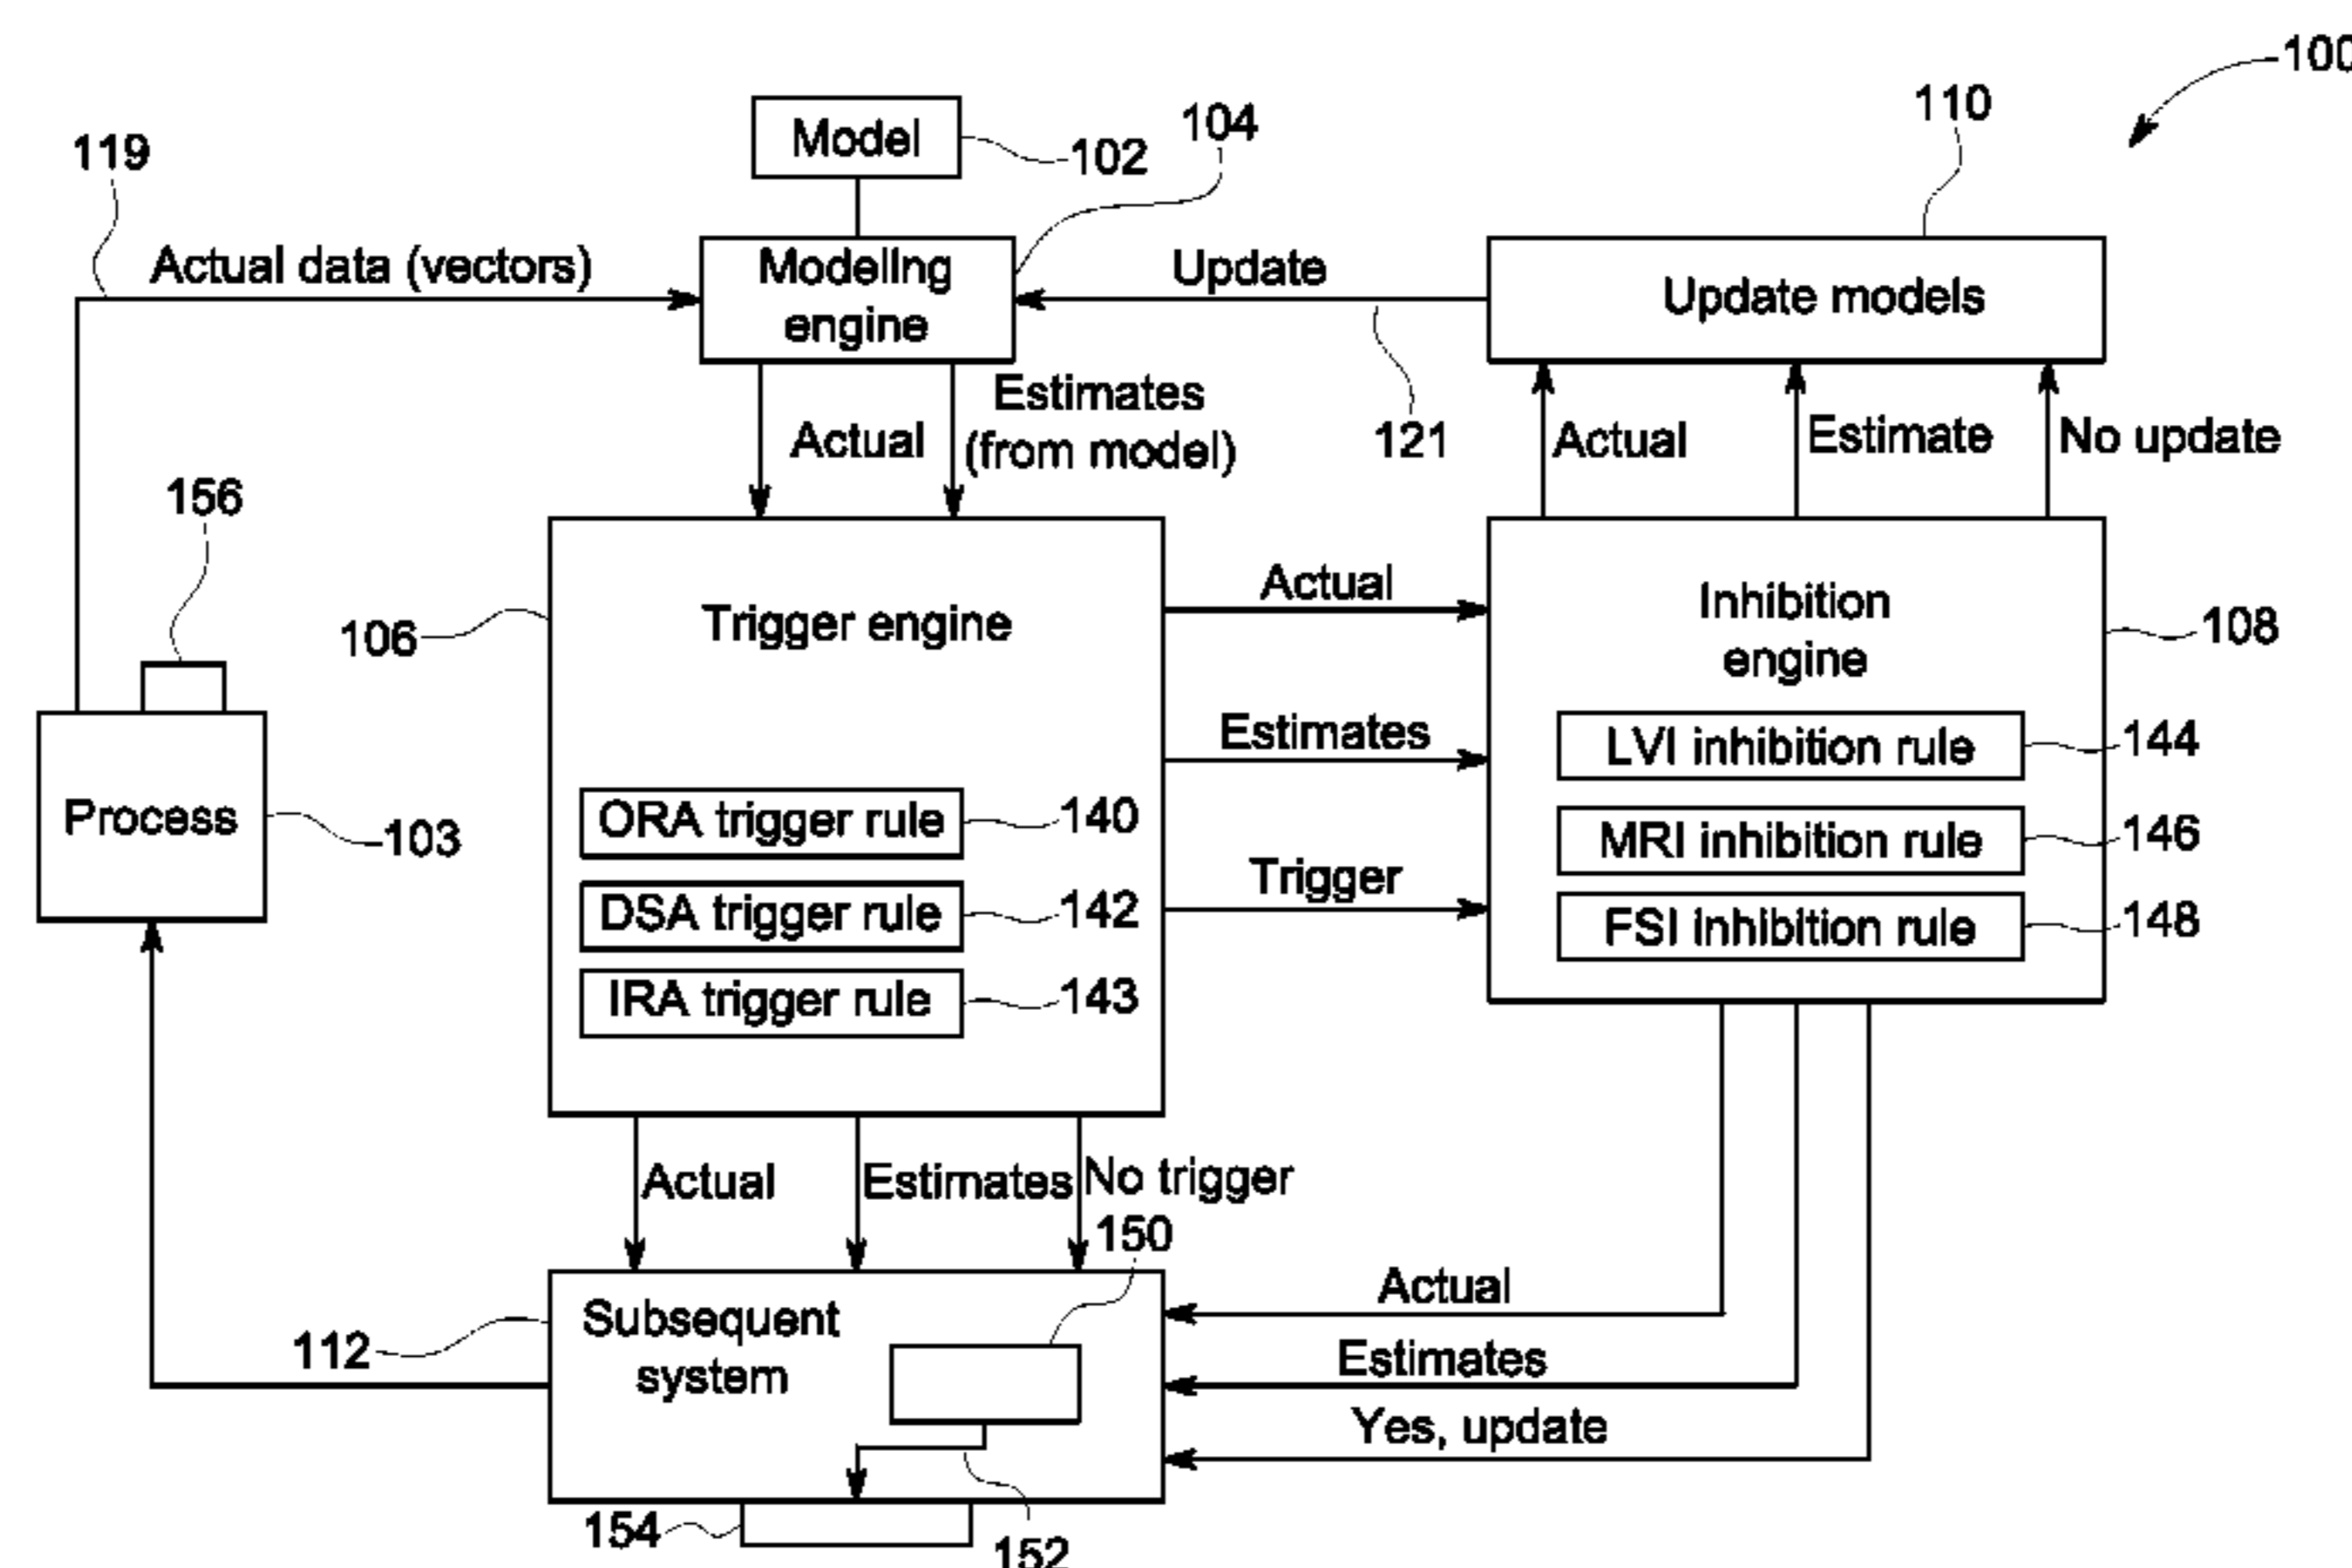 100
110
Model
102
104
119
Actual data (vectors)
Modeling
engine
Update
Update models
Actual
Estimates
(from model)
121
Actual
Estimate
No update
156
106
Trigger engine
Actual
Inhibition
engine
108
Estimates
LVI inhibition rule
144
Process
103
ORA trigger rule
140
MRI inhibition rule
146
Trigger
DSA trigger rule
142
FSI inhibition rule
148
IRA trigger rule
143
Actual
Estimates
No trigger
150
112
Subsequent
system
Actual
Estimates
Yes, update
154
152